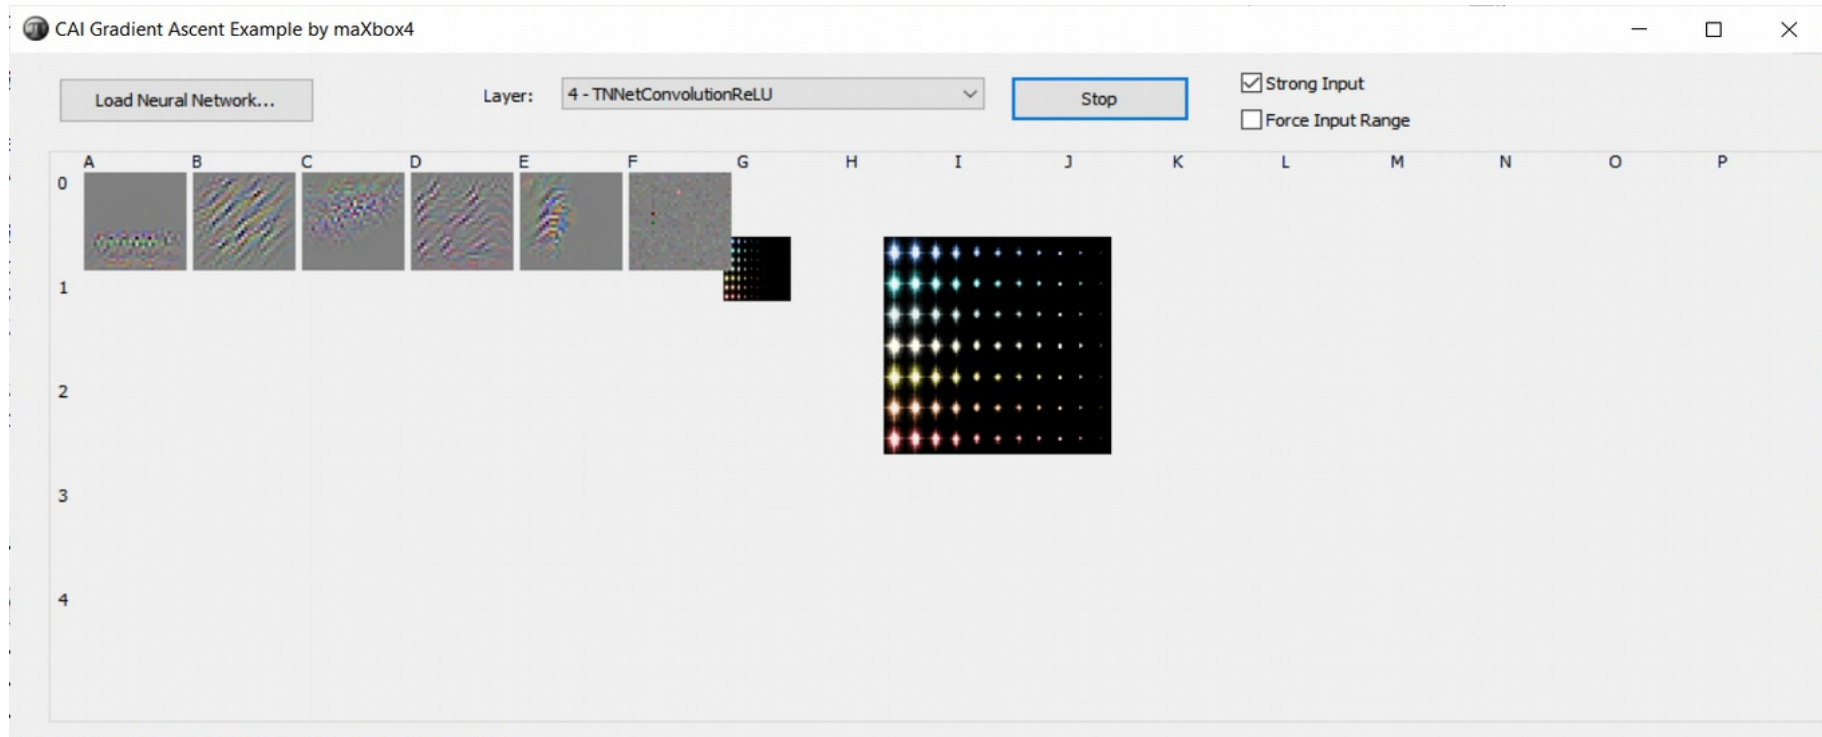 CAI Gradient Ascent Example by maXbox4
Load Neural Network...
Layer:
4 - TNNetConvolutionReLU
Stop
Strong Input
Force Input Range
A B C D E F G H I J K L M N O P
0
1
2
3
4